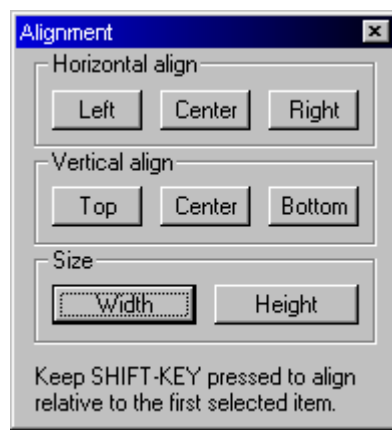 Alignment
Horizontal align
Left Center Right
Vertical align
Top Center Bottom
Size
Width Height
Keep SHIFT-KEY pressed to align
relative to the first selected item.